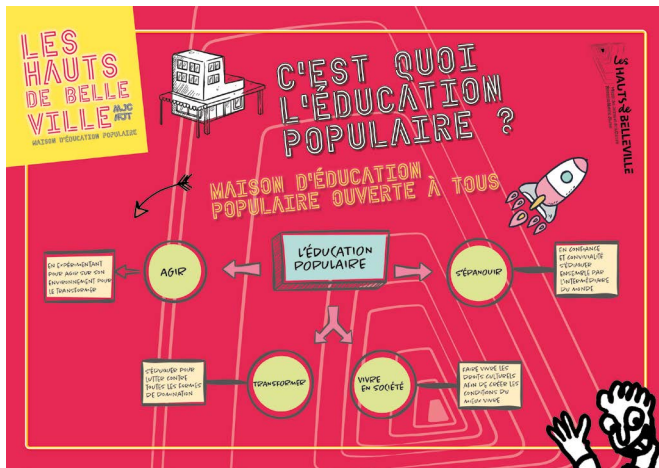 LES
HAUTS
DE BELLE
VILLE MJC
MJT
MAISON D'ÉDUCATION POPULAIRE
C'EST QUOI
L'ÉDUCATION
POPULAIRE ?
Les
HAUTS
BELLEVILLE
MAISON D'ÉDUCATION
POPULAIRE OUVERTE À TOUS
L'ÉDUCATION
POPULAIRE
AGIR
EN EXPÉRIMENTANT
POUR AGIR SUR SON
ENVIRONNEMENT POUR
LE TRANSFORMER
S'ÉPANOUIR
EN CONFIANCE
ET CONVIVIALITÉ
S'ÉDUQUER
ENSEMBLE PAR
L'INTERMÉDIAIRE
DU MONDE
TRANSFORMER
S'ÉDUQUER POUR
LUTTER CONTRE
TOUTES LES FORMES
DE DOMINATION
VIVRE
EN SOCIÉTÉ
FAIRE VIVRE LES
DROITS CULTURELS
AFIN DE CRÉER LES
CONDITIONS DU
MIEUX VIVRE